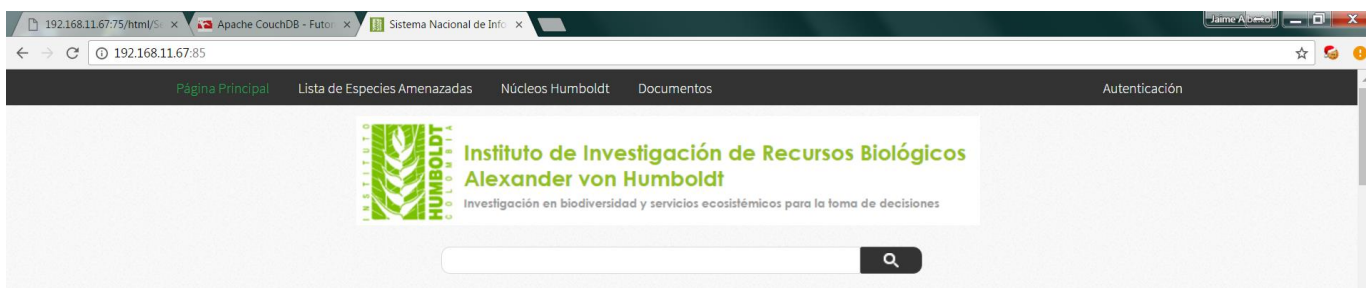 192.168.11.67:75/html/S
Apache CouchDB - Futon
Sistema Nacional de Info
Jaime Alberto
192.168.11.67:85
Página Principal Lista de Especies Amenazadas Núcleos Humboldt Documentos Autenticación
INSTITUTO
HUMBOLDT
COLOMBIA
Instituto de Investigación de Recursos Biológicos
Alexander von Humboldt
Investigación en biodiversidad y servicios ecosistémicos para la toma de decisiones